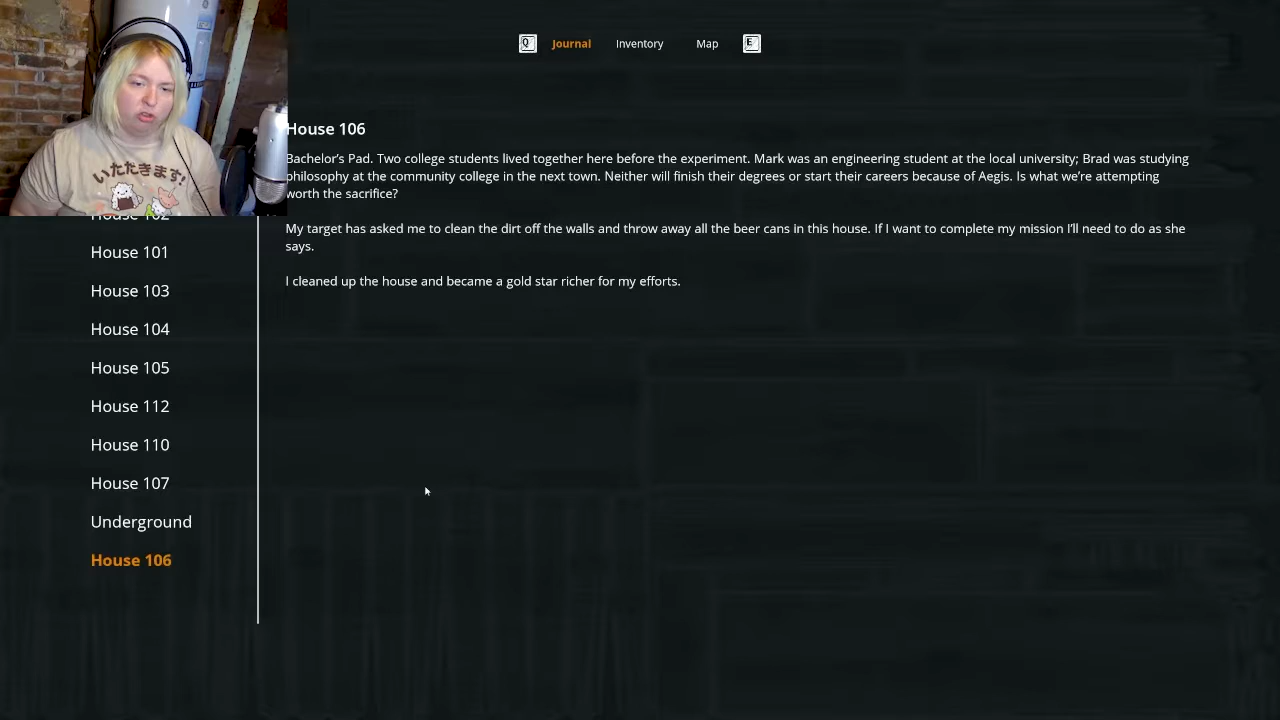 Q Journal Inventory Map E
いただきます!
House 106
Bachelor's Pad. Two college students lived together here before the experiment. Mark was an engineering student at the local university; Brad was studying
philosophy at the community college in the next town. Neither will finish their degrees or start their careers because of Aegis. Is what we're attempting
worth the sacrifice?
My target has asked me to clean the dirt off the walls and throw away all the beer cans in this house. If I want to complete my mission I'll need to do as she
says.
I cleaned up the house and became a gold star richer for my efforts.
House 102
House 101
House 103
House 104
House 105
House 112
House 110
House 107
Underground
House 106